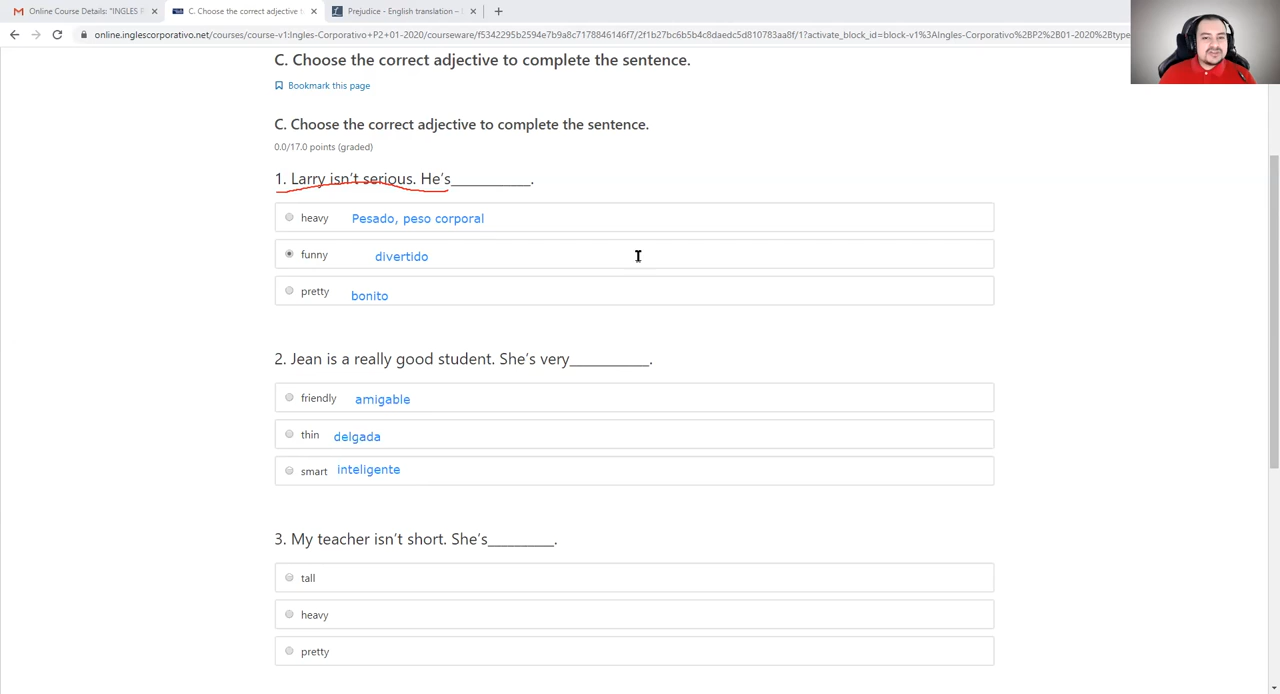 Online Course Details: "INGLES P
C. Choose the correct adjective t
Prejudice - English translation –
online.inglescorporativo.net/courses/course-v1:Ingles-Corporativo+P2+01-2020/courseware/f5342295b2c294e7b9a8c7178846146f7/2f1b27bc6b5b4c8daedc5d810783aa8f/1?activate_block_id=block-v1%3AIngles-Corporativo%2BP2%2B01-2020%2Btype
C. Choose the correct adjective to complete the sentence.
Bookmark this page
C. Choose the correct adjective to complete the sentence.
0.0/17.0 points (graded)
1. Larry isn't serious. He's__________.
heavy Pesado, peso corporal
funny divertido
pretty bonito
2. Jean is a really good student. She's very__________.
friendly amigable
thin delgada
smart inteligente
3. My teacher isn't short. She's________.
tall
heavy
pretty